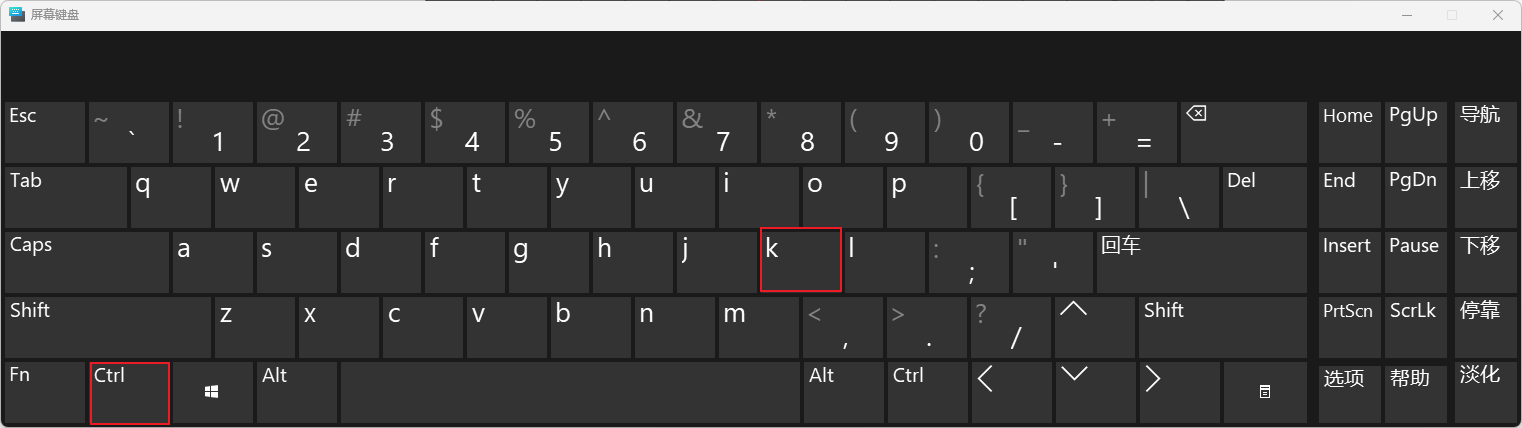 屏幕键盘
Esc ~ ` ! 1 @ 2 # 3 $ 4 % 5 ^ 6 & 7 * 8 ( 9 ) 0 _ - + = Home PgUp 导航
Tab q w e r t y u i o p { [ } ] | \ Del End PgDn 上移
Caps a s d f g h j k l : ; " ' 回车 Insert Pause 下移
Shift z x c v b n m < , > . ? / Shift PrtScn ScrLk 停靠
Fn Ctrl Alt Alt Ctrl 选项 帮助 淡化